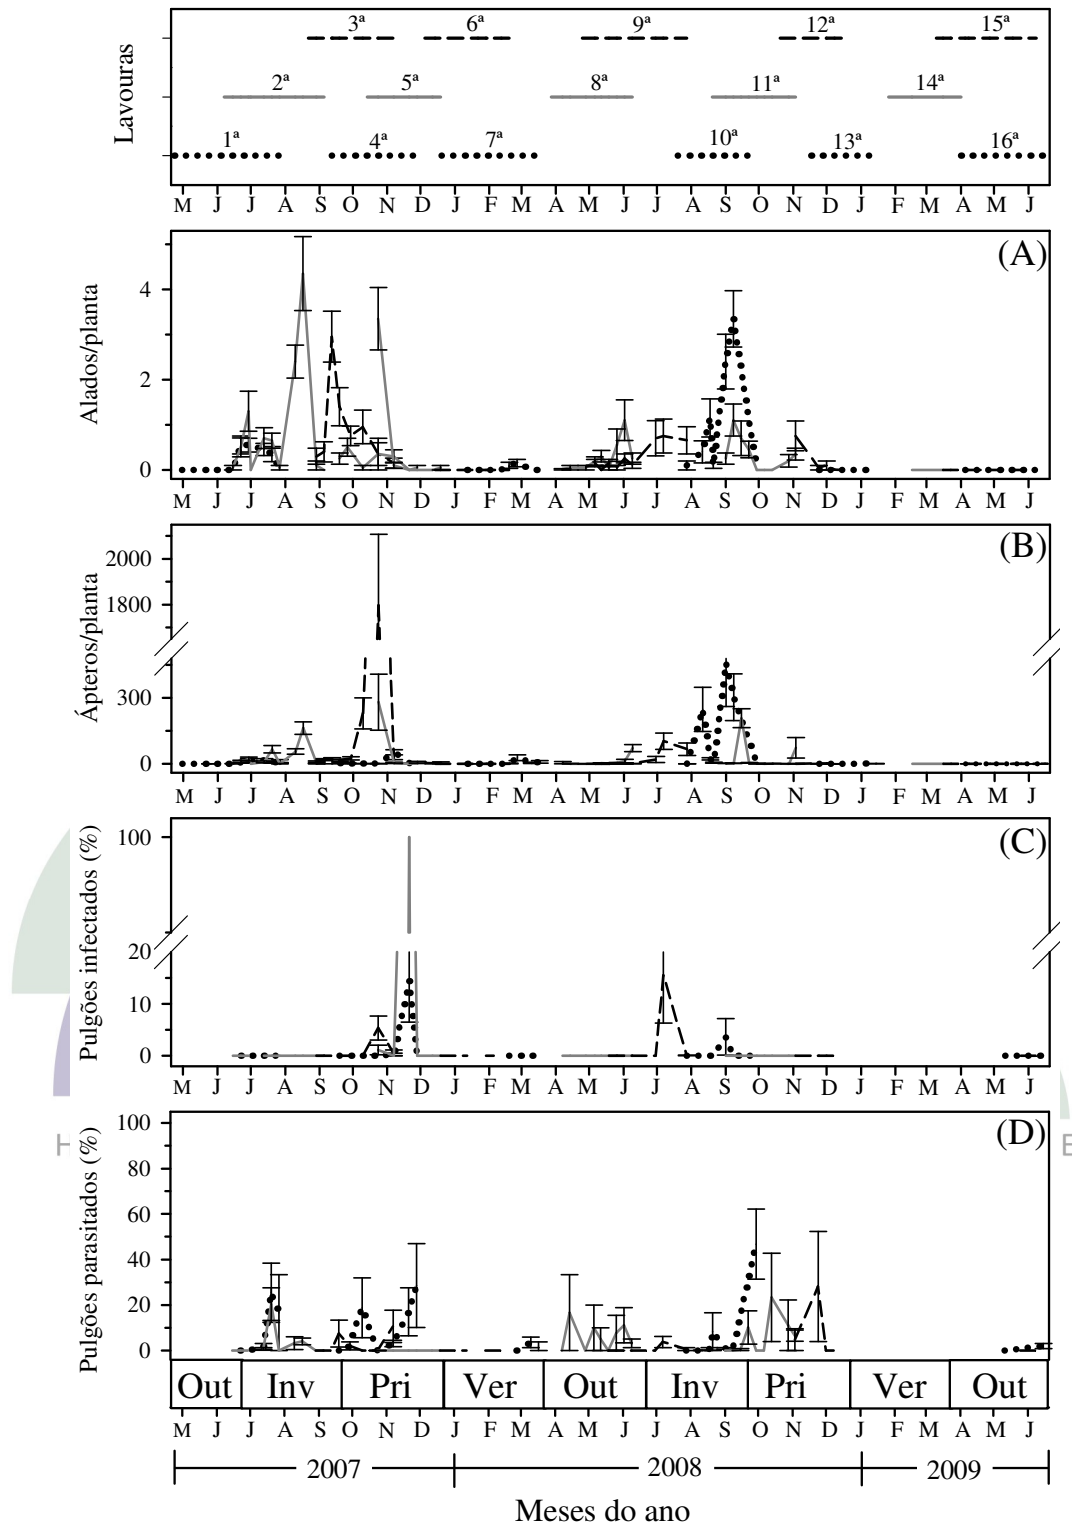 3ª 6ª 9ª 12ª 15ª
2ª 5ª 8ª 11ª 14ª
1ª 4ª 7ª 10ª 13ª 16ª
Lavouras
M J J A S O N D J F M A M J J A S O N D J F M A M J
(A)
Alados/planta
4
2
0
M J J A S O N D J F M A M J J A S O N D J F M A M J
(B)
Ápteros/planta
2000
1800
300
0
M J J A S O N D J F M A M J J A S O N D J F M A M J
(C)
Pulgões infectados (%)
100
20
10
0
M J J A S O N D J F M A M J J A S O N D J F M A M J
H
E
(D)
Pulgões parasitados (%)
100
80
60
40
20
0
Out Inv Pri Ver Out Inv Pri Ver Out
M J J A S O N D J F M A M J J A S O N D J F M A M J
2007 2008 2009
Meses do ano